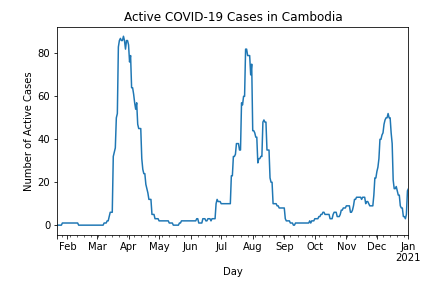 Active COVID-19 Cases in Cambodia
Number of Active Cases
80
60
40
20
0
Feb Mar Apr May Jun Jul Aug Sep Oct Nov Dec Jan
2021
Day